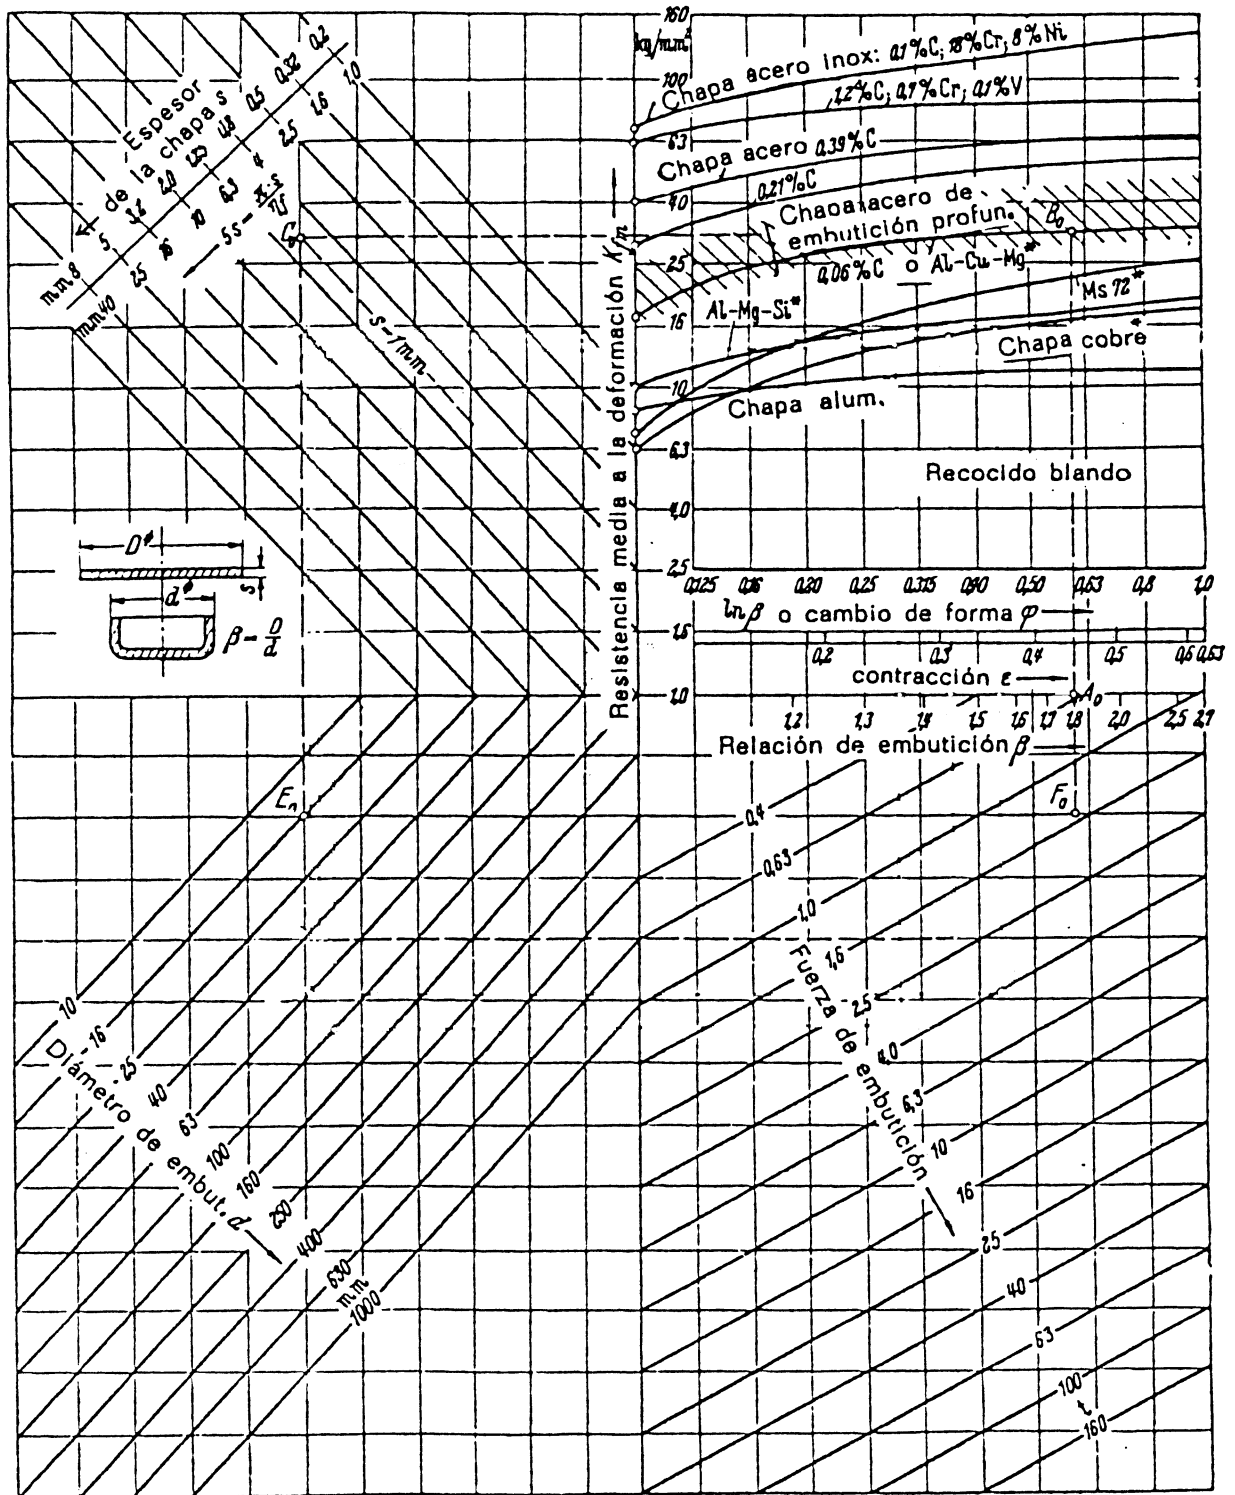 Espesor
de la chapa s
0,2
0,32
0,5
0,8
1,25
2,0
3,2
5
mm 8
1,0
1,6
2,5
4
6,3
10
16
25
mm 40
C₀
s = 1 mm
D
d
s
β = D/d
Resistencia media a la deformación Kfm
160
kg/mm²
100
63
40
25
16
10
6,3
4,0
2,5
1,6
1,0
Chapa acero inox: 0,1%C; 18%Cr; 8%Ni
1,2%C; 0,7%Cr; 0,1%V
Chapa acero 0,39%C
0,21%C
Chapa acero de
embutición profun.
B₀
0,06%C
Al-Cu-Mg*
Al-Mg-Si*
Ms 72*
Chapa cobre
Chapa alum.
Recocido blando
0,125 0,16 0,20 0,25 0,315 0,40 0,50 0,63 0,8 1,0
ln β o cambio de forma φ
0,2 0,3 0,4 0,5 0,6 0,63
contracción ε
A₀
1,2 1,3 1,4 1,5 1,6 1,7 1,8 2,0 2,5 2,7
Relación de embutición β
E₀
F₀
10
16
25
40
63
100
160
250
400
630
mm
1000
Diámetro de embut. d
0,4
0,63
1,0
1,6
2,5
4,0
6,3
10
16
25
40
63
100
t
160
Fuerza de embutición